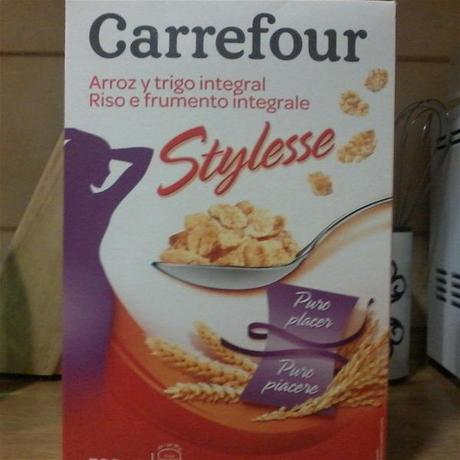 Carrefour
Arroz y trigo integral
Riso e frumento integrale
Stylesse
Puro
placer
Puro
piacere